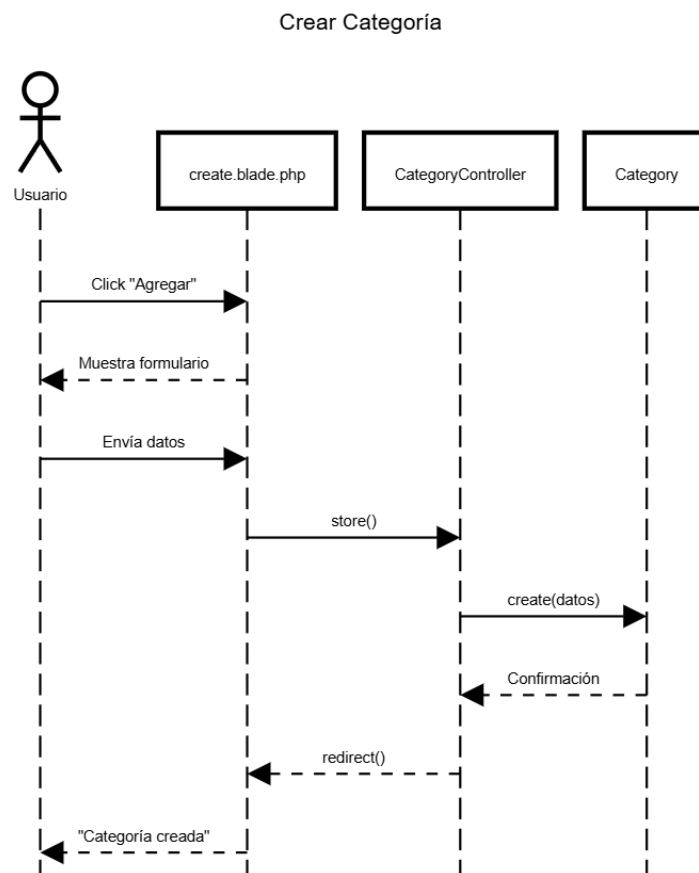 Crear Categoría
Usuario
create.blade.php
CategoryController
Category
Click "Agregar"
Muestra formulario
Envía datos
store()
create(datos)
Confirmación
redirect()
"Categoría creada"